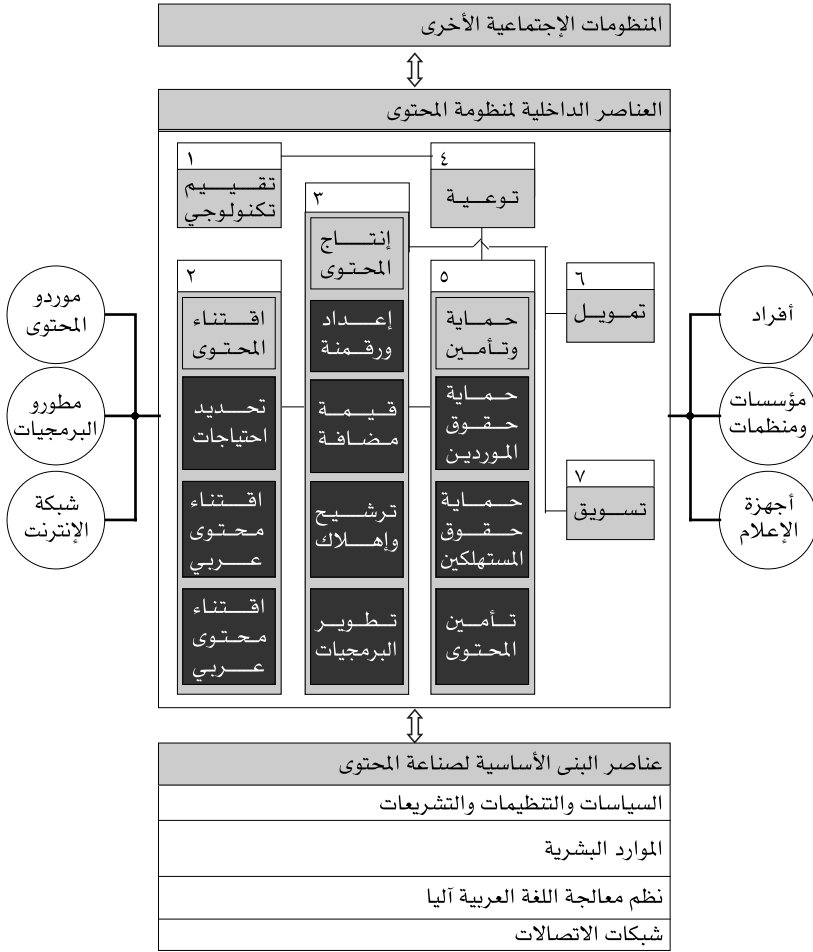 المنظومات الإجتماعية الأخرى
العناصر الداخلية لمنظومة المحتوى
١
تقييم
تكنولوجي
٢
اقتناء
المحتوى
تحديد
احتياجات
اقتناء
محتوى
عربي
اقتناء
محتوى
عربي
٣
إنتاج
المحتوى
إعداد
ورقمنة
قيمة
مضافة
ترشيح
وإهلاك
تطوير
البرمجيات
٤
توعية
٥
حماية
وتأمين
حماية
حقوق
الموردين
حماية
حقوق
المستهلكين
تأمين
المحتوى
٦
تمويل
٧
تسويق
أفراد
مؤسسات
ومنظمات
أجهزة
الإعلام
موردو
المحتوى
مطورو
البرمجيات
شبكة
الإنترنت
عناصر البنى الأساسية لصناعة المحتوى
السياسات والتنظيمات والتشريعات
الموارد البشرية
نظم معالجة اللغة العربية آليا
شبكات الاتصالات